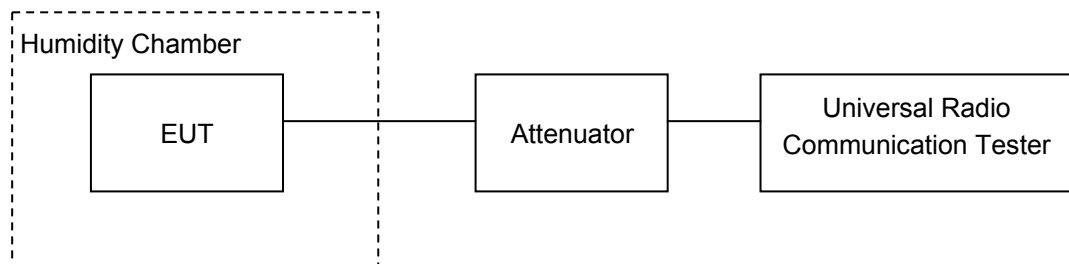 Humidity Chamber
EUT
Attenuator
Universal Radio
Communication Tester